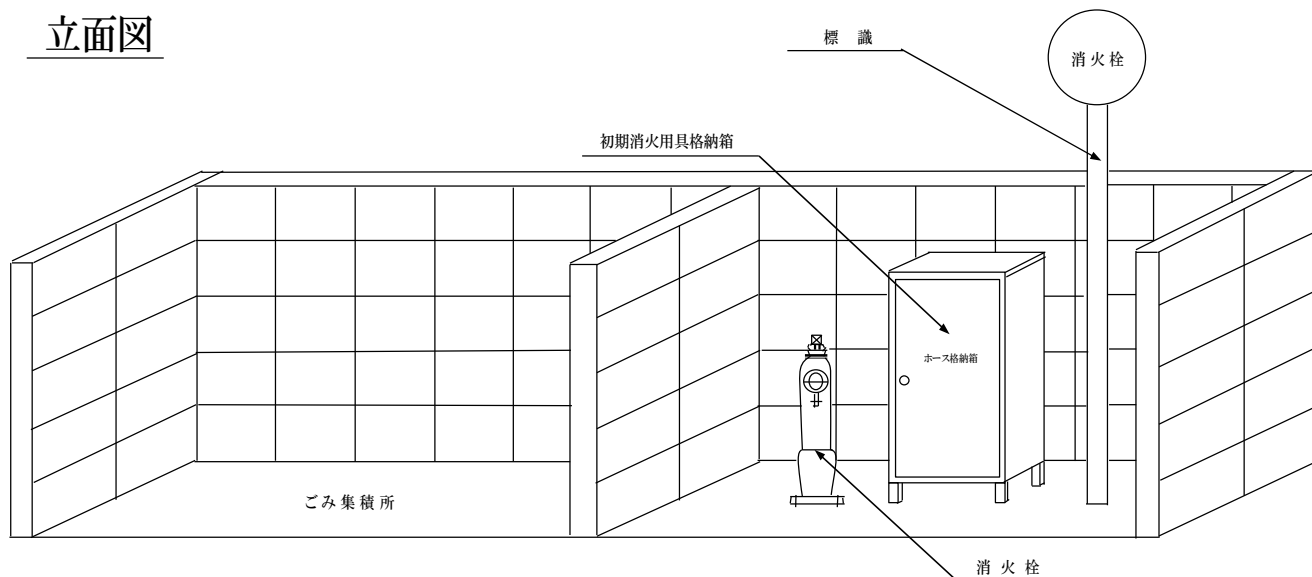 立面図
標　識
消火栓
初期消火用具格納箱
ホース格納箱
ごみ集積所
消火栓